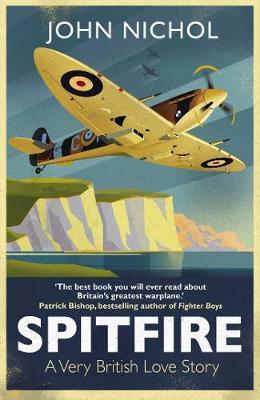 JOHN NICHOL
'The best book you will ever read about
Britain's greatest warplane.'
Patrick Bishop, bestselling author of Fighter Boys
SPITFIRE
A Very British Love Story